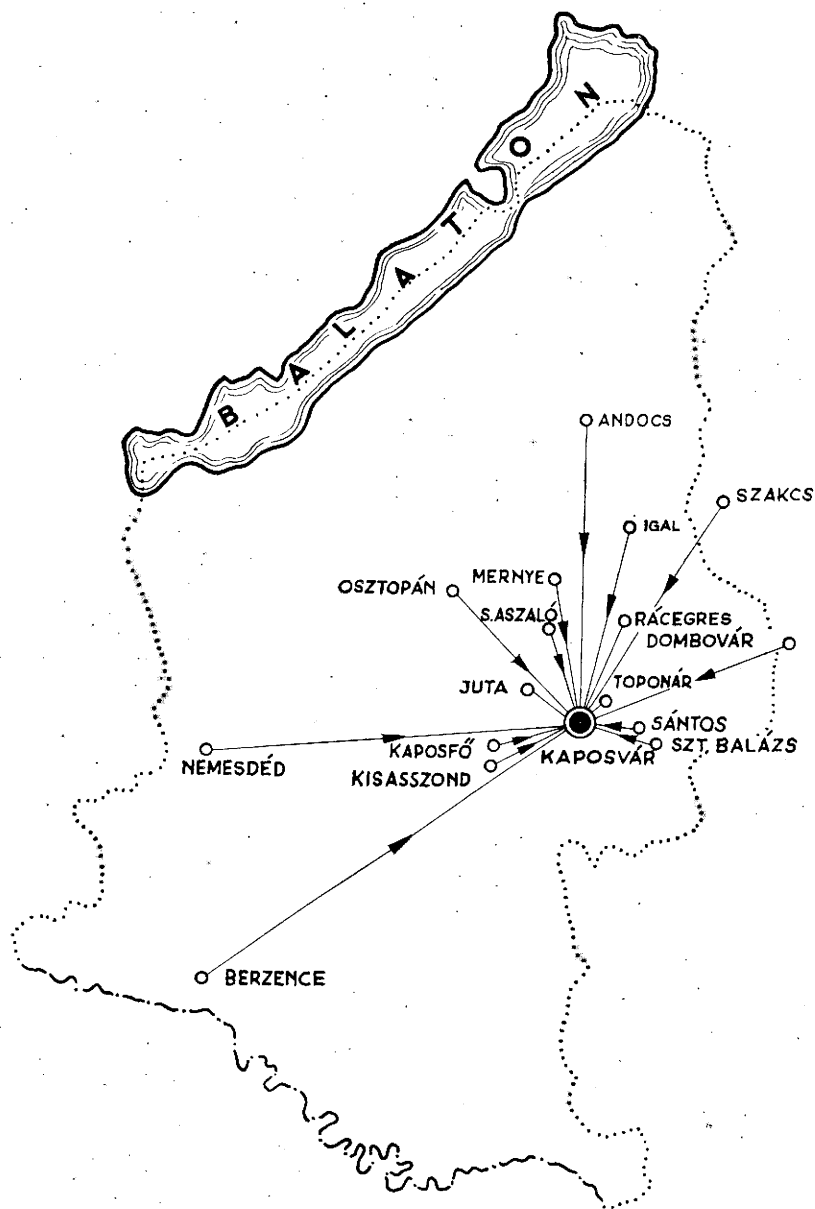 BALATON
ANDOCS
SZAKCS
IGAL
MERNYE
OSZTOPÁN
S.ASZALÓ
RÁCEGRES
DOMBOVÁR
TOPONÁR
JUTA
SÁNTOS
KAPOSFŐ
SZT. BALÁZS
KAPOSVÁR
NEMESDÉD
KISASSZOND
BERZENCE